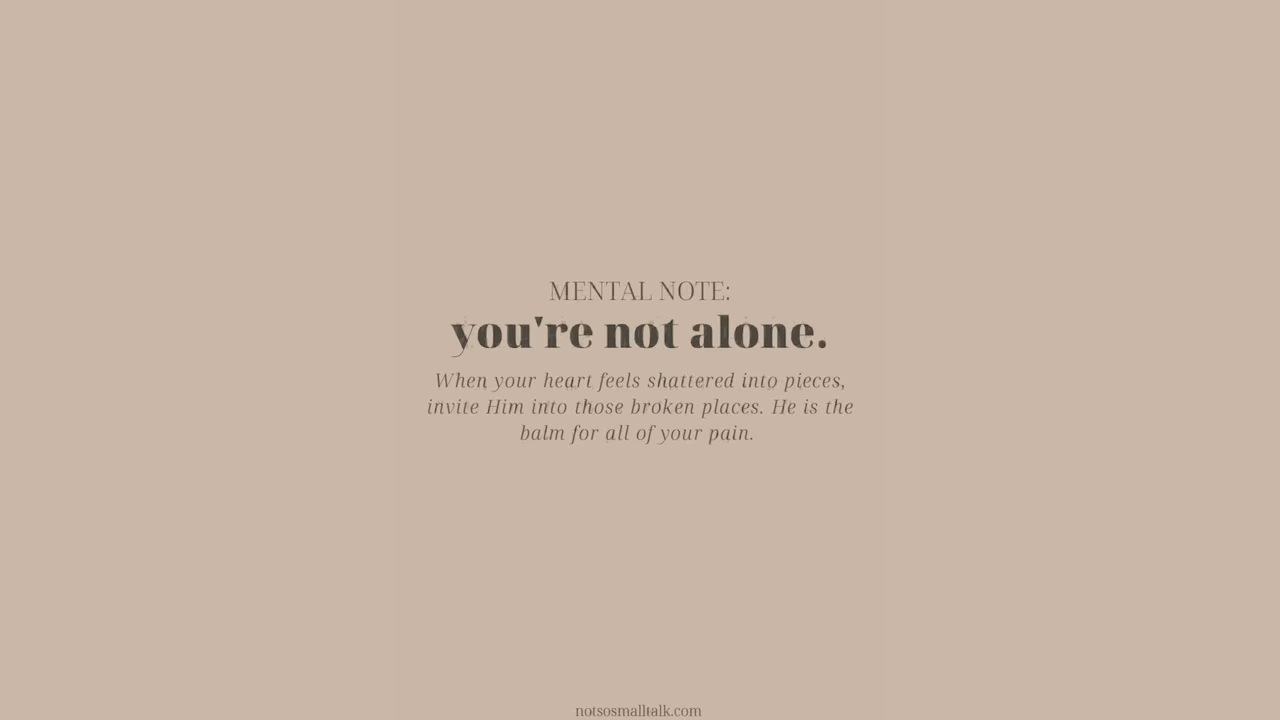 MENTAL NOTE:
you're not alone.
When your heart feels shattered into pieces,
invite Him into those broken places. He is the
balm for all of your pain.
notsosmalltalk.com